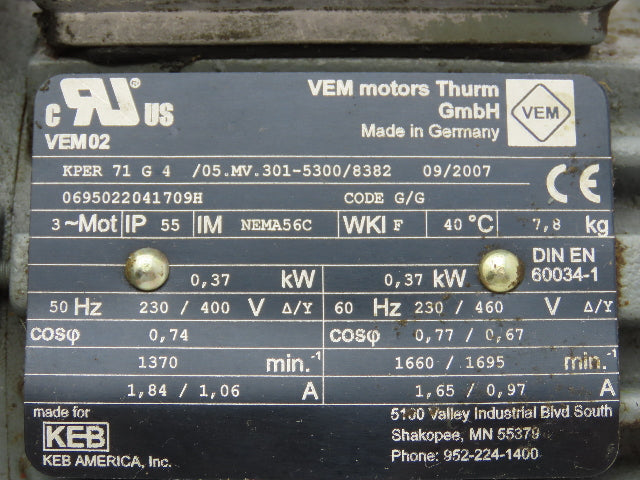 c RU® US
VEM 02
VEM motors Thurm
GmbH
Made in Germany
VEM
KPER 71 G 4 /05.MV.301-5300/8382 09/2007
0695022041709H CODE G/G
CE
3~Mot IP 55 IM NEMA56C WKl F 40 °C 7,8 kg
0,37 kW 0,37 kW DIN EN
60034-1
50 Hz 230 / 400 V Δ/Y 60 Hz 230 / 460 V Δ/Y
cosφ 0,74 cosφ 0,77 / 0,67
1370 min.⁻¹ 1660 / 1695 min.⁻¹
1,84 / 1,06 A 1,65 / 0,97 A
made for
KEB
KEB AMERICA, Inc.
5100 Valley Industrial Blvd South
Shakopee, MN 55379
Phone: 952-224-1400